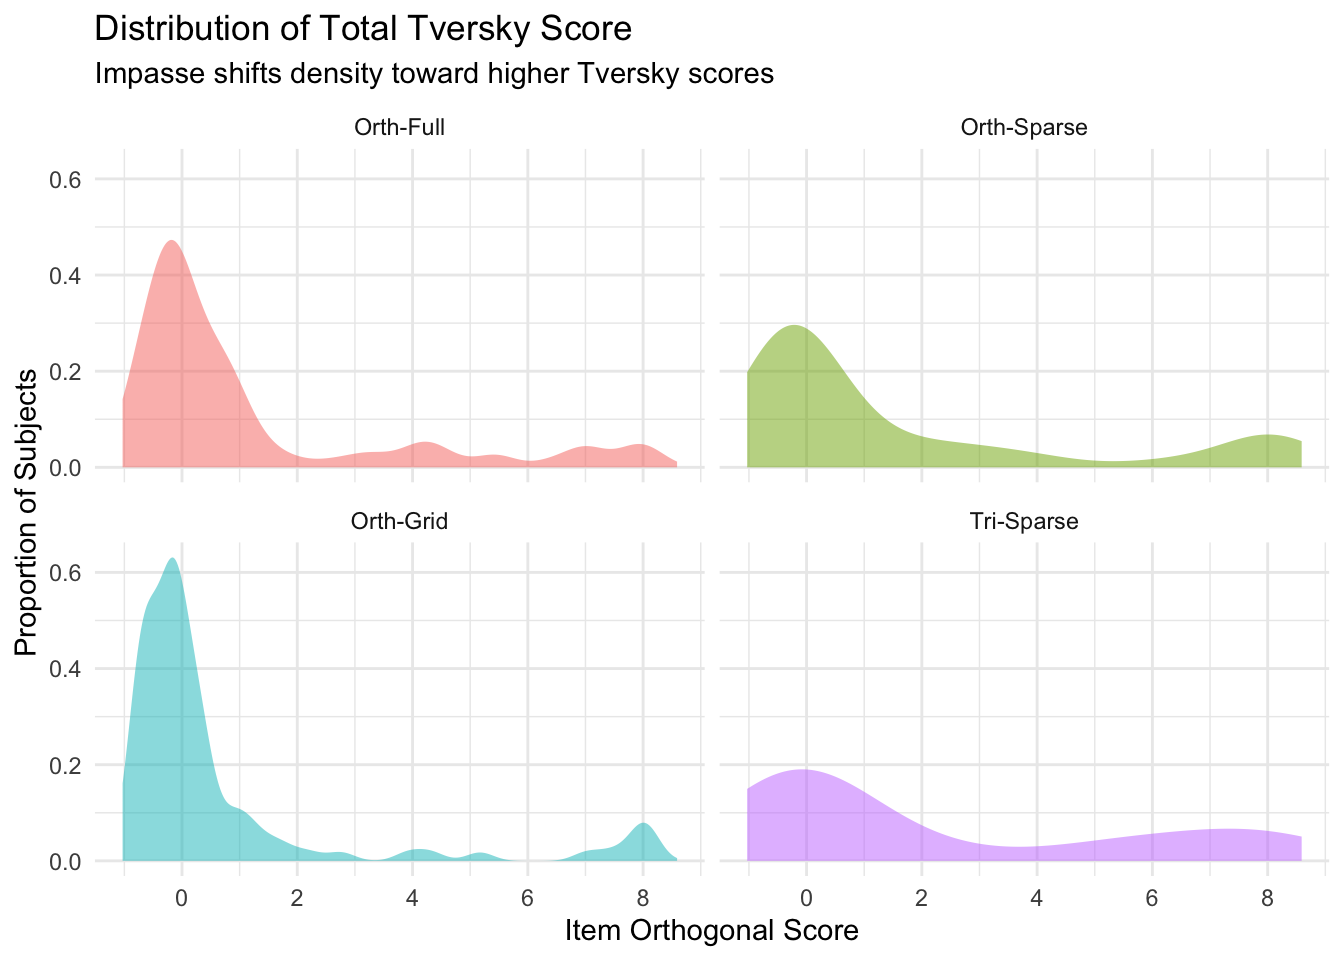 Distribution of Total Tversky Score
Impasse shifts density toward higher Tversky scores
Orth-Full
Orth-Sparse
0.6
0.4
0.2
0.0
Orth-Grid
Tri-Sparse
0.6
0.4
0.2
0.0
0 2 4 6 8
0 2 4 6 8
Item Orthogonal Score
Proportion of Subjects